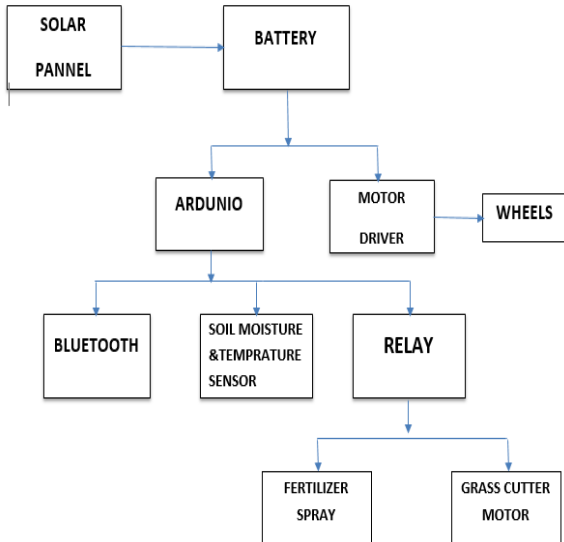 SOLAR
PANNEL
BATTERY
ARDUNIO
MOTOR
DRIVER
WHEELS
BLUETOOTH
SOIL MOISTURE
&TEMPRATURE
SENSOR
RELAY
FERTILIZER
SPRAY
GRASS CUTTER
MOTOR